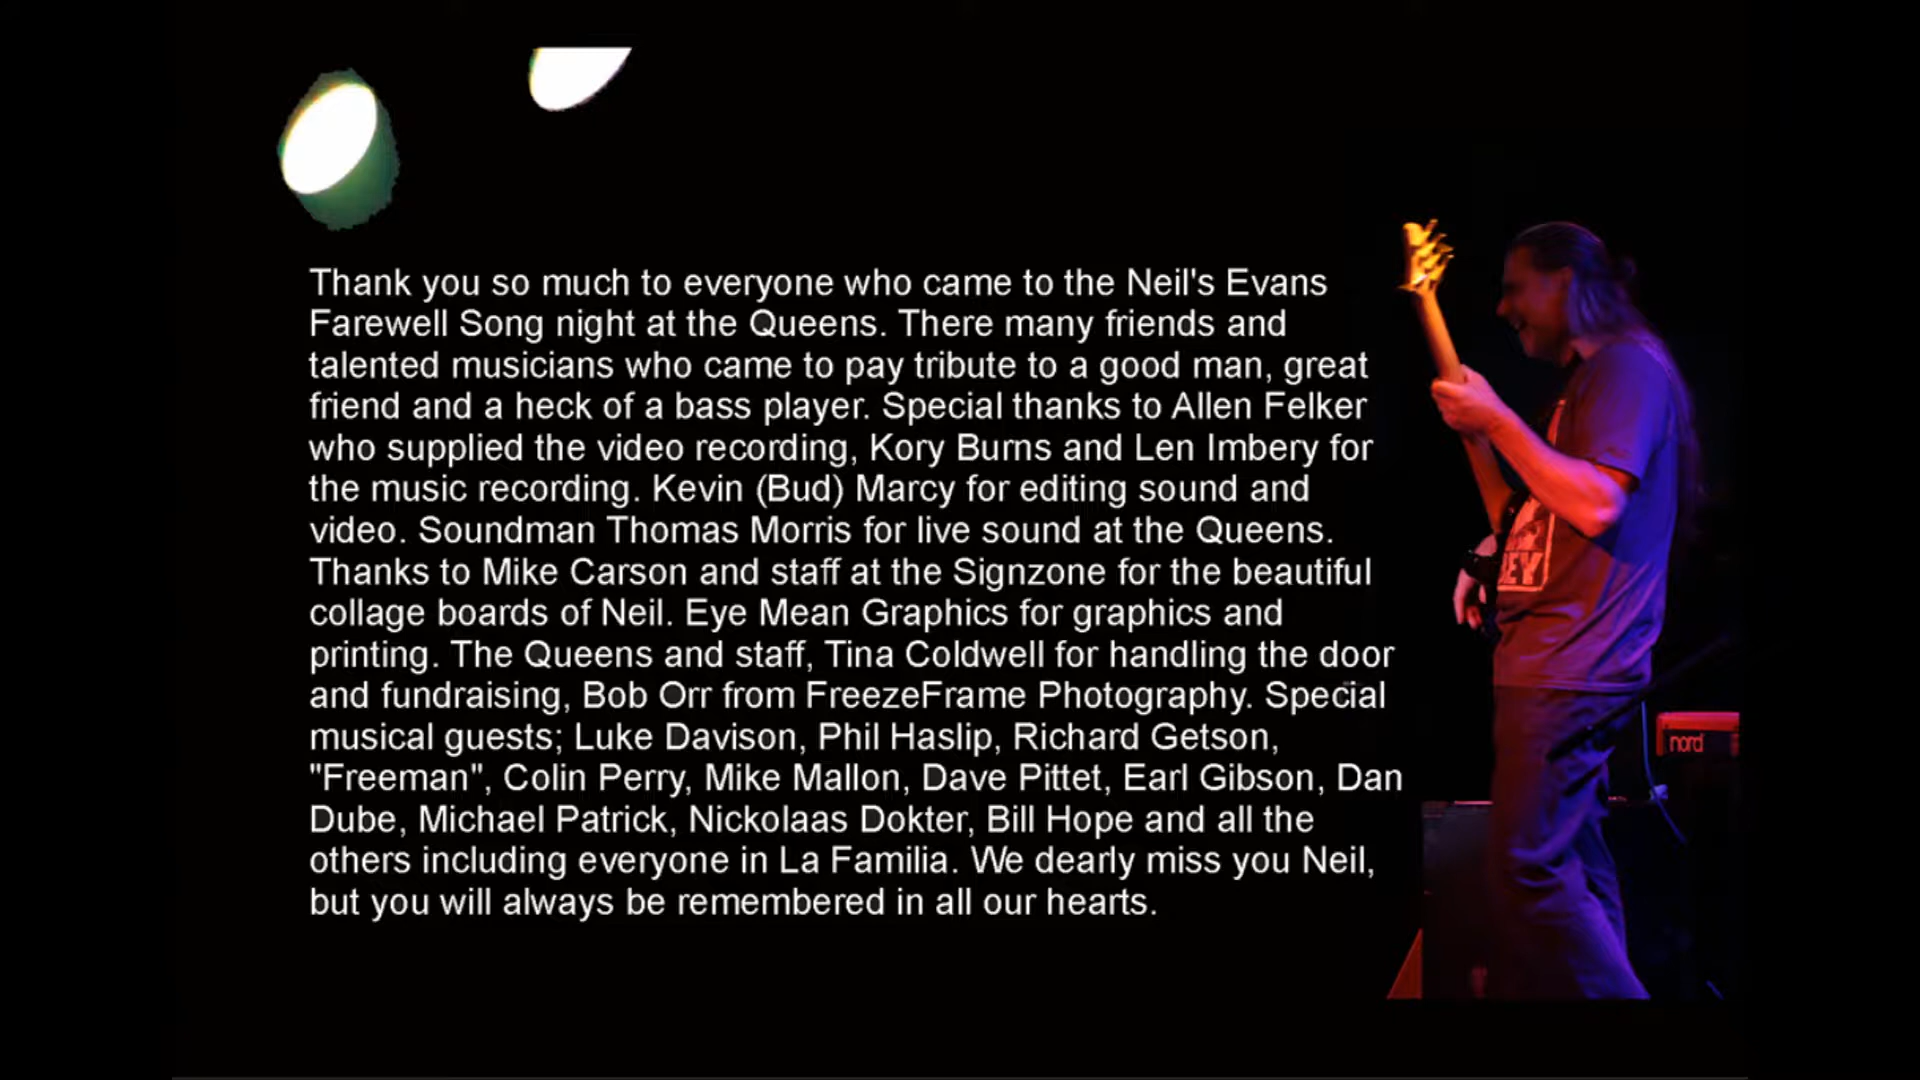 Thank you so much to everyone who came to the Neil's Evans
Farewell Song night at the Queens. There many friends and
talented musicians who came to pay tribute to a good man, great
friend and a heck of a bass player. Special thanks to Allen Felker
who supplied the video recording, Kory Burns and Len Imbery for
the music recording. Kevin (Bud) Marcy for editing sound and
video. Soundman Thomas Morris for live sound at the Queens.
Thanks to Mike Carson and staff at the Signzone for the beautiful
collage boards of Neil. Eye Mean Graphics for graphics and
printing. The Queens and staff, Tina Coldwell for handling the door
and fundraising, Bob Orr from FreezeFrame Photography. Special
musical guests; Luke Davison, Phil Haslip, Richard Getson,
"Freeman", Colin Perry, Mike Mallon, Dave Pittet, Earl Gibson, Dan
Dube, Michael Patrick, Nickolaas Dokter, Bill Hope and all the
others including everyone in La Familia. We dearly miss you Neil,
but you will always be remembered in all our hearts.
nord